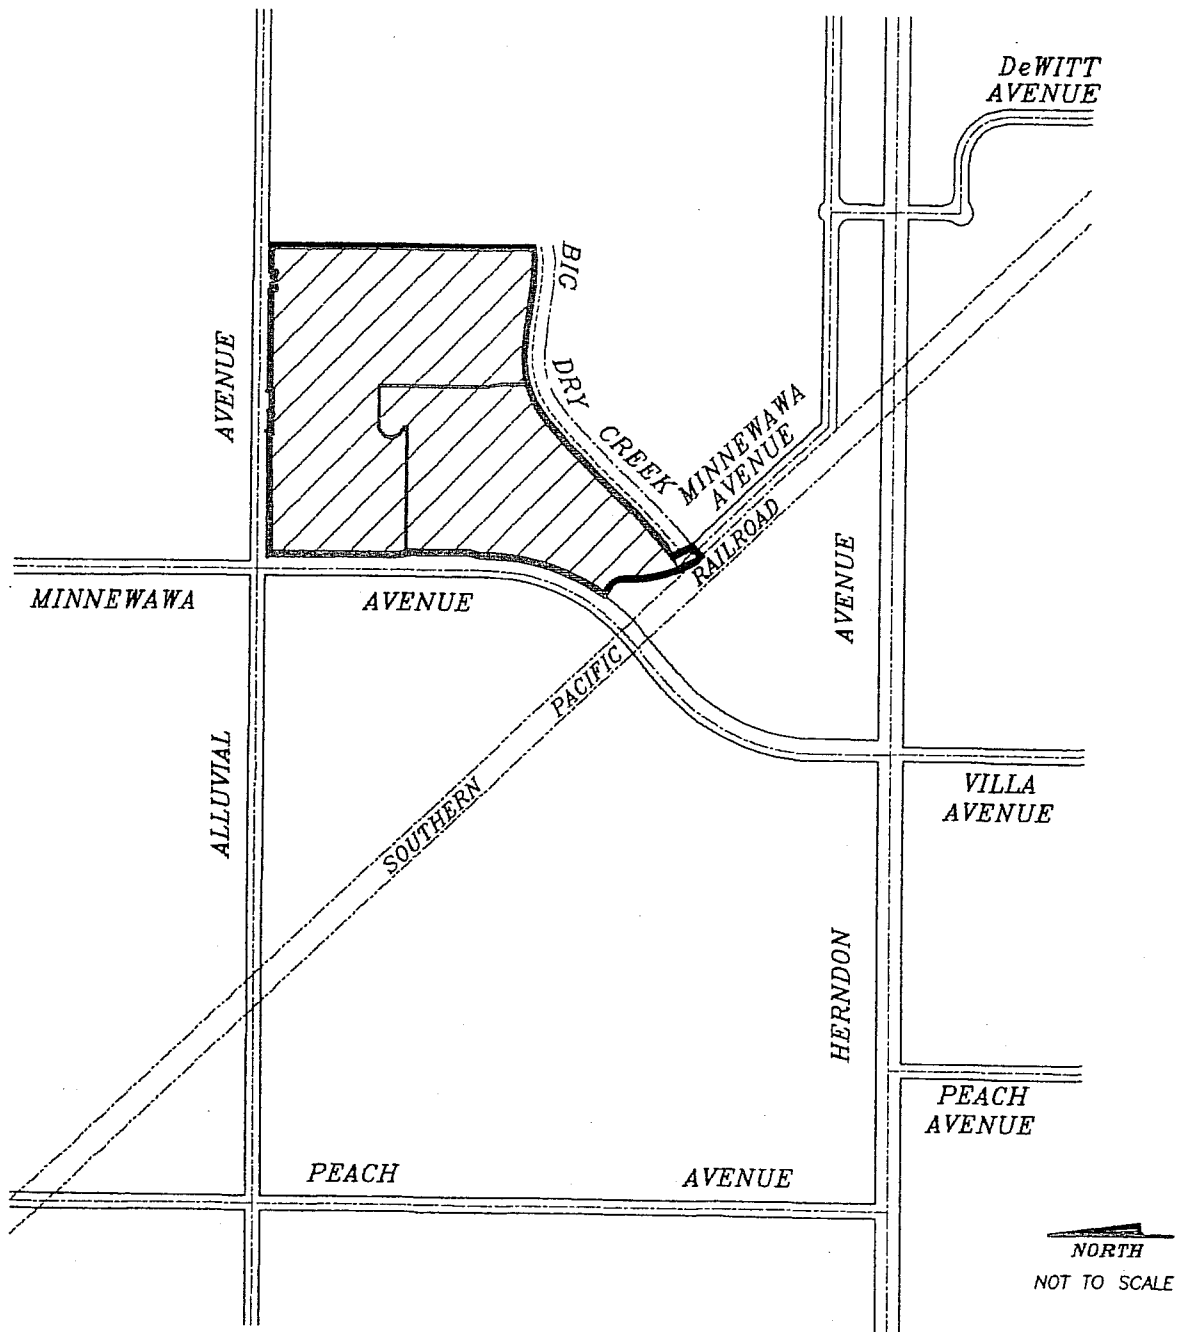 DeWITT
AVENUE
BIG
DRY
CREEK
AVENUE
MINNEWAWA
AVENUE
RAILROAD
AVENUE
MINNEWAWA
AVENUE
PACIFIC
ALLUVIAL
SOUTHERN
VILLA
AVENUE
HERNDON
PEACH
AVENUE
PEACH
AVENUE
NORTH
NOT TO SCALE